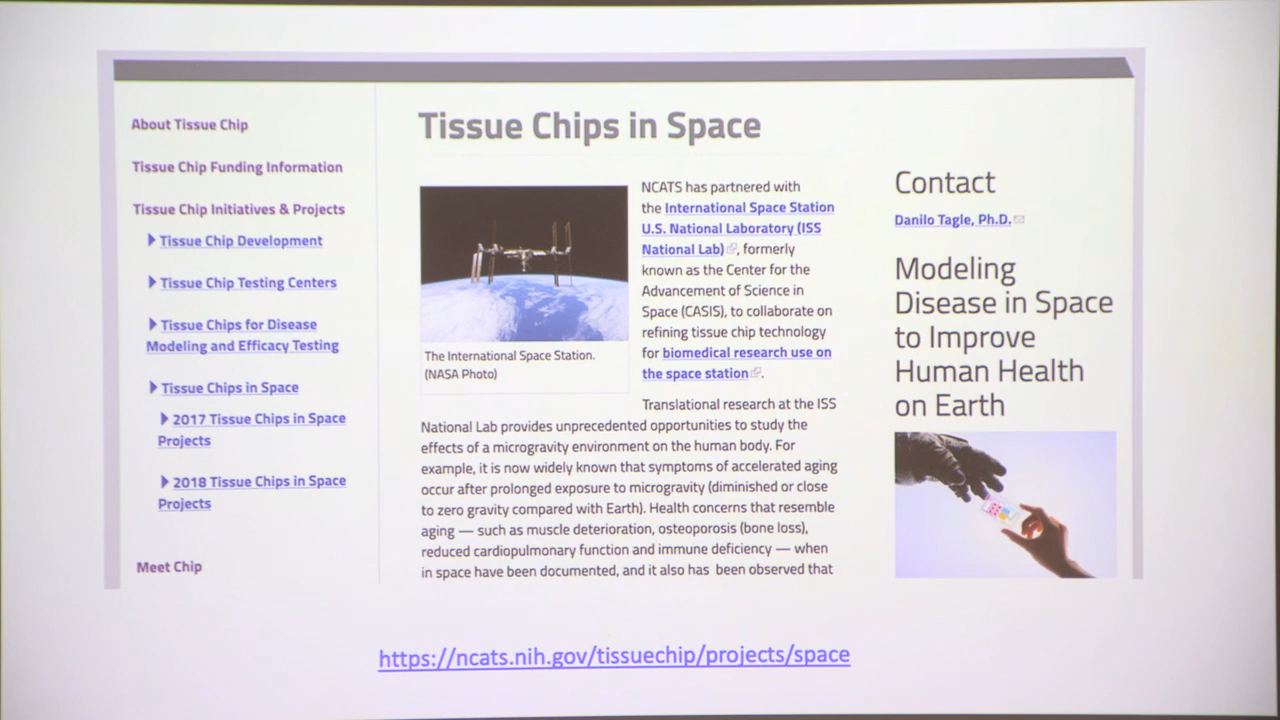 About Tissue Chip
Tissue Chip Funding Information
Tissue Chip Initiatives & Projects
Tissue Chip Development
Tissue Chip Testing Centers
Tissue Chips for Disease
Modeling and Efficacy Testing
Tissue Chips in Space
2017 Tissue Chips in Space
Projects
2018 Tissue Chips in Space
Projects
Meet Chip
Tissue Chips in Space
The International Space Station.
(NASA Photo)
NCATS has partnered with
the International Space Station
U.S. National Laboratory (ISS
National Lab), formerly
known as the Center for the
Advancement of Science in
Space (CASIS), to collaborate on
refining tissue chip technology
for biomedical research use on
the space station.
Translational research at the ISS
National Lab provides unprecedented opportunities to study the
effects of a microgravity environment on the human body. For
example, it is now widely known that symptoms of accelerated aging
occur after prolonged exposure to microgravity (diminished or close
to zero gravity compared with Earth). Health concerns that resemble
aging — such as muscle deterioration, osteoporosis (bone loss),
reduced cardiopulmonary function and immune deficiency — when
in space have been documented, and it also has been observed that
Contact
Danilo Tagle, Ph.D.
Modeling
Disease in Space
to Improve
Human Health
on Earth
https://ncats.nih.gov/tissuechip/projects/space